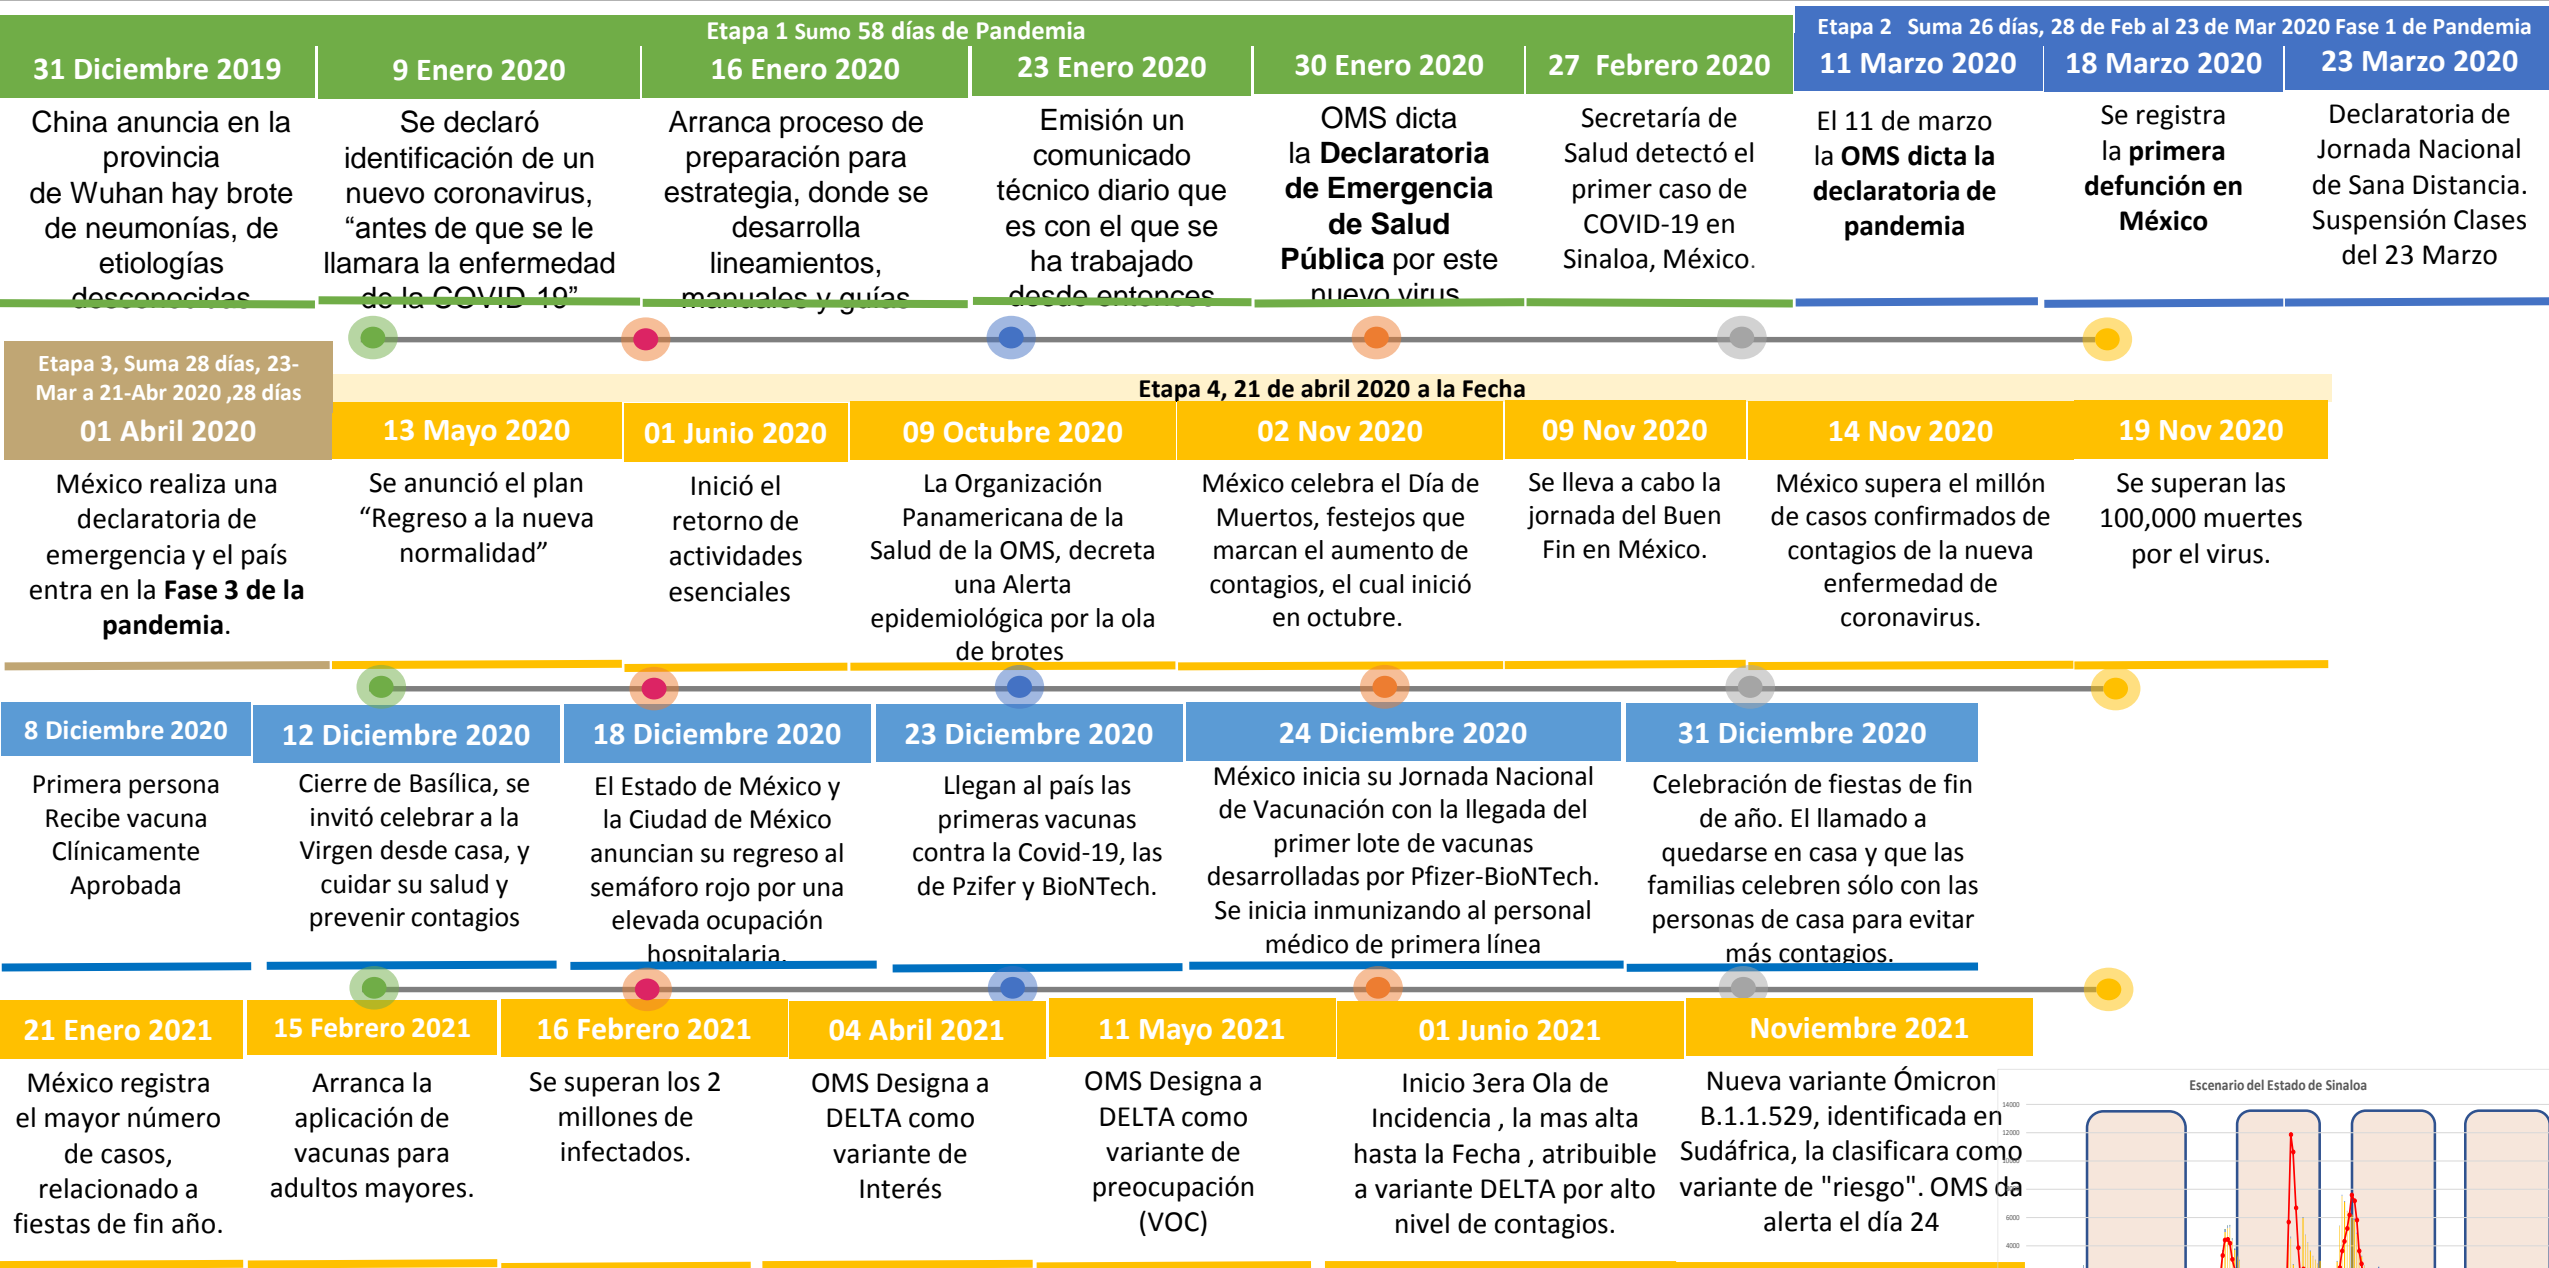 Etapa 1 Sumo 58 días de Pandemia
Etapa 2 Suma 26 días, 28 de Feb al 23 de Mar 2020 Fase 1 de Pandemia
31 Diciembre 2019
China anuncia en la
provincia
de Wuhan hay brote
de neumonías, de
etiologías
desconocidas
9 Enero 2020
Se declaró
identificación de un
nuevo coronavirus,
“antes de que se le
llamara la enfermedad
de la COVID-19”
16 Enero 2020
Arranca proceso de
preparación para
estrategia, donde se
desarrolla
lineamientos,
manuales y guías
23 Enero 2020
Emisión un
comunicado
técnico diario que
es con el que se
ha trabajado
desde entonces
30 Enero 2020
OMS dicta
la Declaratoria
de Emergencia
de Salud
Pública por este
nuevo virus
27 Febrero 2020
Secretaría de
Salud detectó el
primer caso de
COVID-19 en
Sinaloa, México.
11 Marzo 2020
El 11 de marzo
la OMS dicta la
declaratoria de
pandemia
18 Marzo 2020
Se registra
la primera
defunción en
México
23 Marzo 2020
Declaratoria de
Jornada Nacional
de Sana Distancia.
Suspensión Clases
del 23 Marzo
Etapa 3, Suma 28 días, 23-
Mar a 21-Abr 2020 ,28 días
Etapa 4, 21 de abril 2020 a la Fecha
01 Abril 2020
México realiza una
declaratoria de
emergencia y el país
entra en la Fase 3 de la
pandemia.
13 Mayo 2020
Se anunció el plan
“Regreso a la nueva
normalidad”
01 Junio 2020
Inició el
retorno de
actividades
esenciales
09 Octubre 2020
La Organización
Panamericana de la
Salud de la OMS, decreta
una Alerta
epidemiológica por la ola
de brotes
02 Nov 2020
México celebra el Día de
Muertos, festejos que
marcan el aumento de
contagios, el cual inició
en octubre.
09 Nov 2020
Se lleva a cabo la
jornada del Buen
Fin en México.
14 Nov 2020
México supera el millón
de casos confirmados de
contagios de la nueva
enfermedad de
coronavirus.
19 Nov 2020
Se superan las
100,000 muertes
por el virus.
8 Diciembre 2020
Primera persona
Recibe vacuna
Clínicamente
Aprobada
12 Diciembre 2020
Cierre de Basílica, se
invitó celebrar a la
Virgen desde casa, y
cuidar su salud y
prevenir contagios
18 Diciembre 2020
El Estado de México y
la Ciudad de México
anuncian su regreso al
semáforo rojo por una
elevada ocupación
hospitalaria.
23 Diciembre 2020
Llegan al país las
primeras vacunas
contra la Covid-19, las
de Pzifer y BioNTech.
24 Diciembre 2020
México inicia su Jornada Nacional
de Vacunación con la llegada del
primer lote de vacunas
desarrolladas por Pfizer-BioNTech.
Se inicia inmunizando al personal
médico de primera línea
31 Diciembre 2020
Celebración de fiestas de fin
de año. El llamado a
quedarse en casa y que las
familias celebren sólo con las
personas de casa para evitar
más contagios.
21 Enero 2021
México registra
el mayor número
de casos,
relacionado a
fiestas de fin año.
15 Febrero 2021
Arranca la
aplicación de
vacunas para
adultos mayores.
16 Febrero 2021
Se superan los 2
millones de
infectados.
04 Abril 2021
OMS Designa a
DELTA como
variante de
Interés
11 Mayo 2021
OMS Designa a
DELTA como
variante de
preocupación
(VOC)
01 Junio 2021
Inicio 3era Ola de
Incidencia , la mas alta
hasta la Fecha , atribuible
a variante DELTA por alto
nivel de contagios.
Noviembre 2021
Nueva variante Ómicron
B.1.1.529, identificada en
Sudáfrica, la clasificara como
variante de "riesgo". OMS da
alerta el día 24
Escenario del Estado de Sinaloa
14000
12000
10000
6000
4000